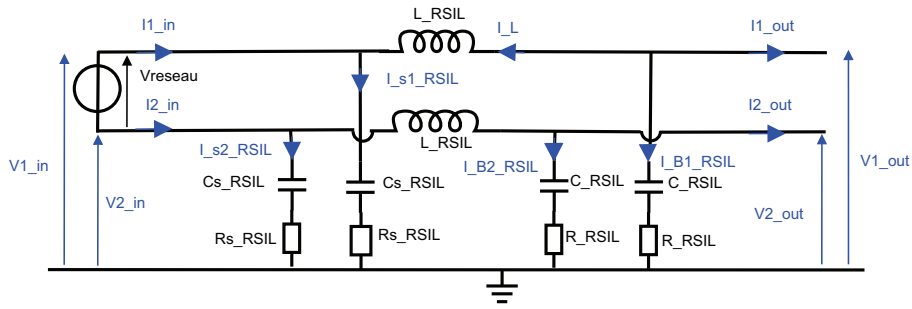 L_RSIL
I1_in
I_L
I1_out
Vreseau
I_s1_RSIL
I2_in
I2_out
L_RSIL
V1_in
I_s2_RSIL
I_B2_RSIL
I_B1_RSIL
V1_out
Cs_RSIL
Cs_RSIL
C_RSIL
C_RSIL
V2_in
V2_out
Rs_RSIL
Rs_RSIL
R_RSIL
R_RSIL